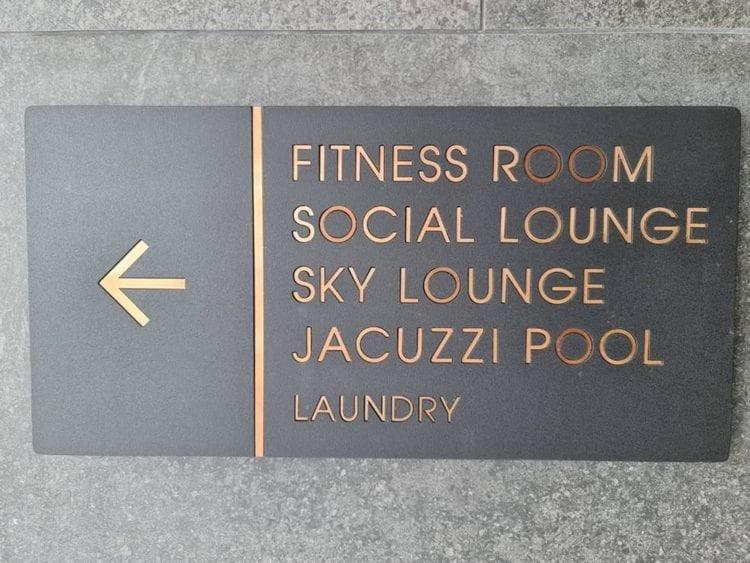 FITNESS ROOM
SOCIAL LOUNGE
SKY LOUNGE
JACUZZI POOL
LAUNDRY